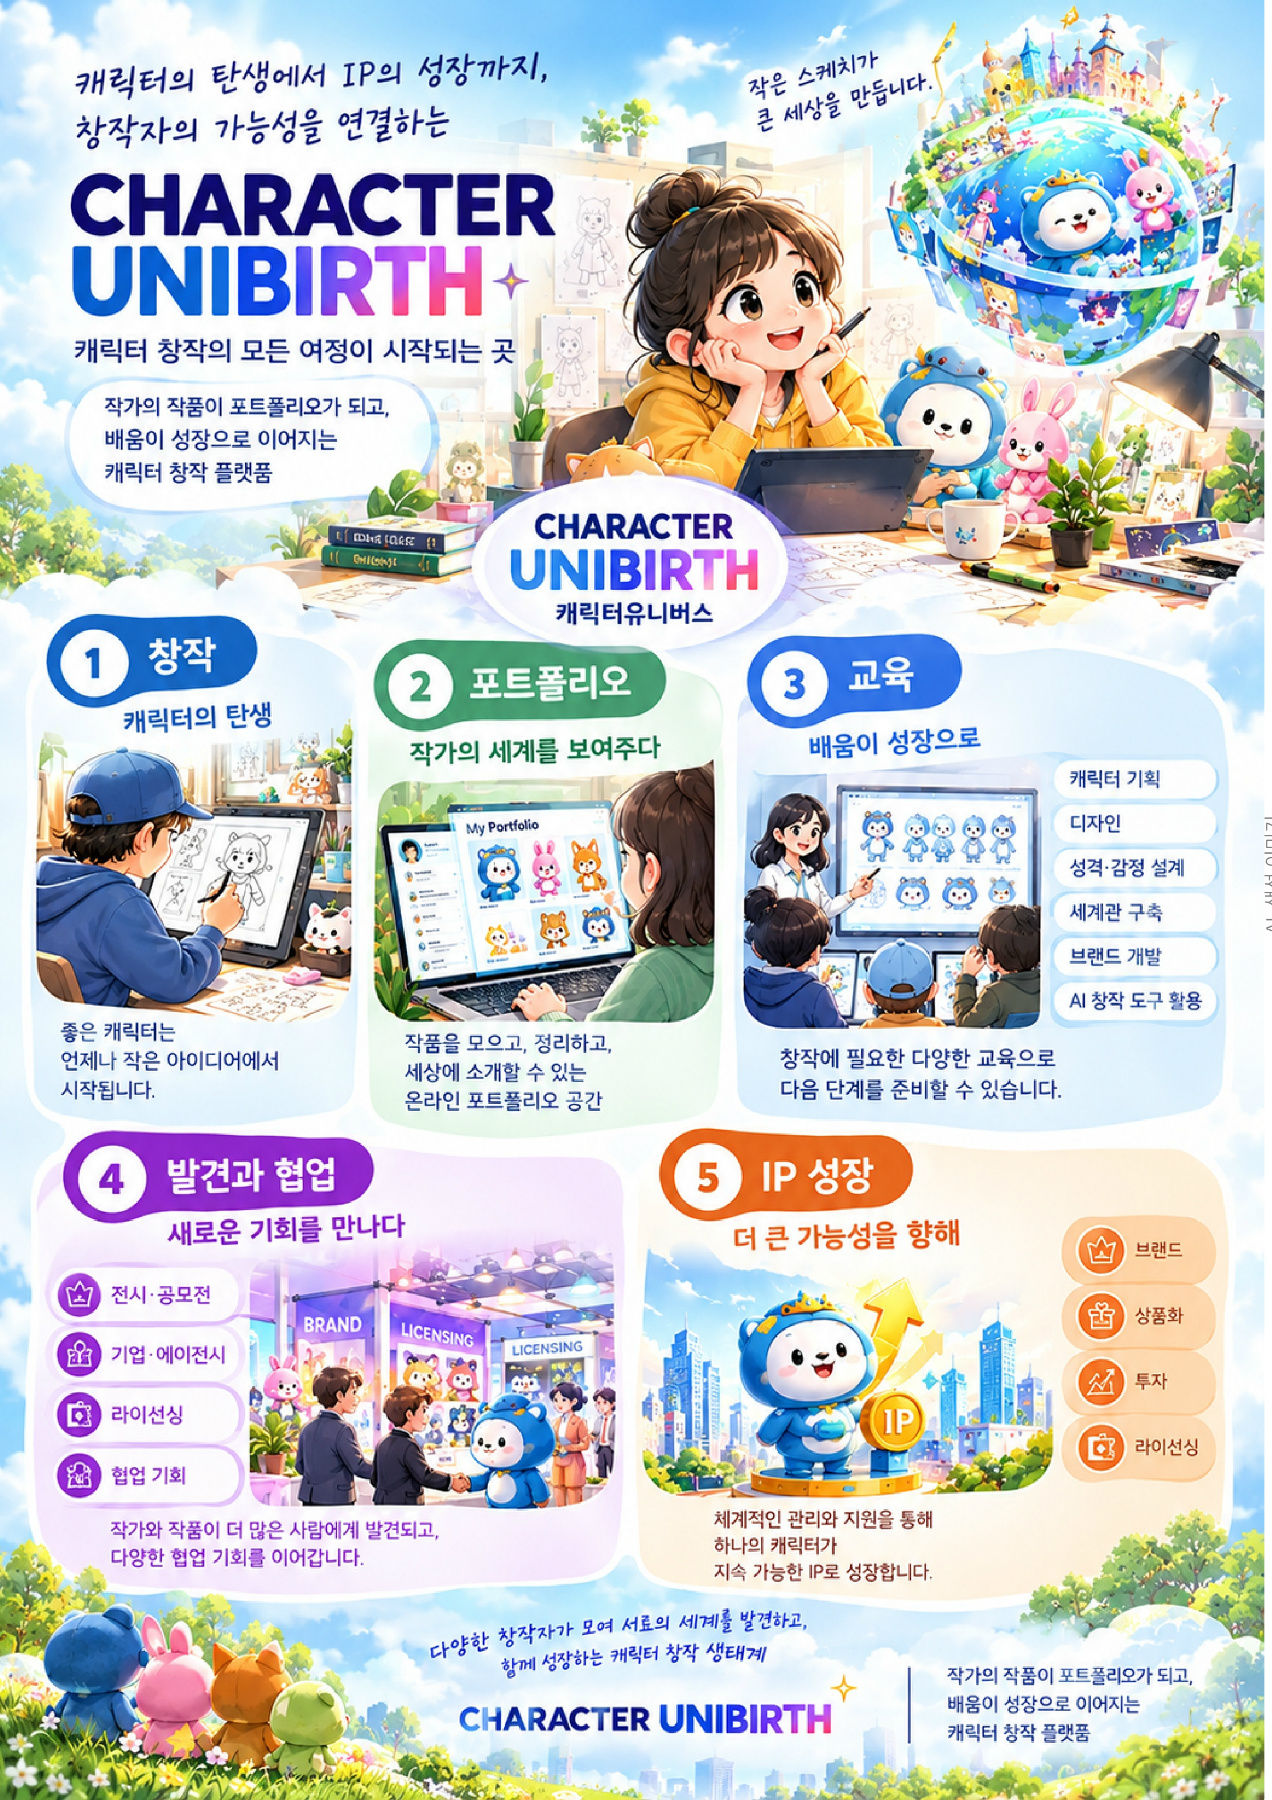 캐릭터의 탄생에서 IP의 성장까지,
창작자의 가능성을 연결하는
CHARACTER
UNIBIRTH
캐릭터 창작의 모든 여정이 시작되는 곳
작가의 작품이 포트폴리오가 되고,
배움이 성장으로 이어지는
캐릭터 창작 플랫폼
작은 스케치가
큰 세상을 만듭니다.
CHARACTER
UNIBIRTH
캐릭터유니버스
1 창작
캐릭터의 탄생
좋은 캐릭터는
언제나 작은 아이디어에서
시작됩니다.
2 포트폴리오
작가의 세계를 보여주다
My Portfolio
작품을 모으고, 정리하고,
세상에 소개할 수 있는
온라인 포트폴리오 공간
3 교육
배움이 성장으로
캐릭터 기획
디자인
성격·감정 설계
세계관 구축
브랜드 개발
AI 창작 도구 활용
창작에 필요한 다양한 교육으로
다음 단계를 준비할 수 있습니다.
4 발견과 협업
새로운 기회를 만나다
전시·공모전
기업·에이전시
라이선싱
협업 기회
BRAND
LICENSING
LICENSING
작가와 작품이 더 많은 사람에게 발견되고,
다양한 협업 기회를 이어갑니다.
5 IP 성장
더 큰 가능성을 향해
IP
브랜드
상품화
투자
라이선싱
체계적인 관리와 지원을 통해
하나의 캐릭터가
지속 가능한 IP로 성장합니다.
다양한 창작자가 모여 서로의 세계를 발견하고,
함께 성장하는 캐릭터 창작 생태계
CHARACTER UNIBIRTH
작가의 작품이 포트폴리오가 되고,
배움이 성장으로 이어지는
캐릭터 창작 플랫폼